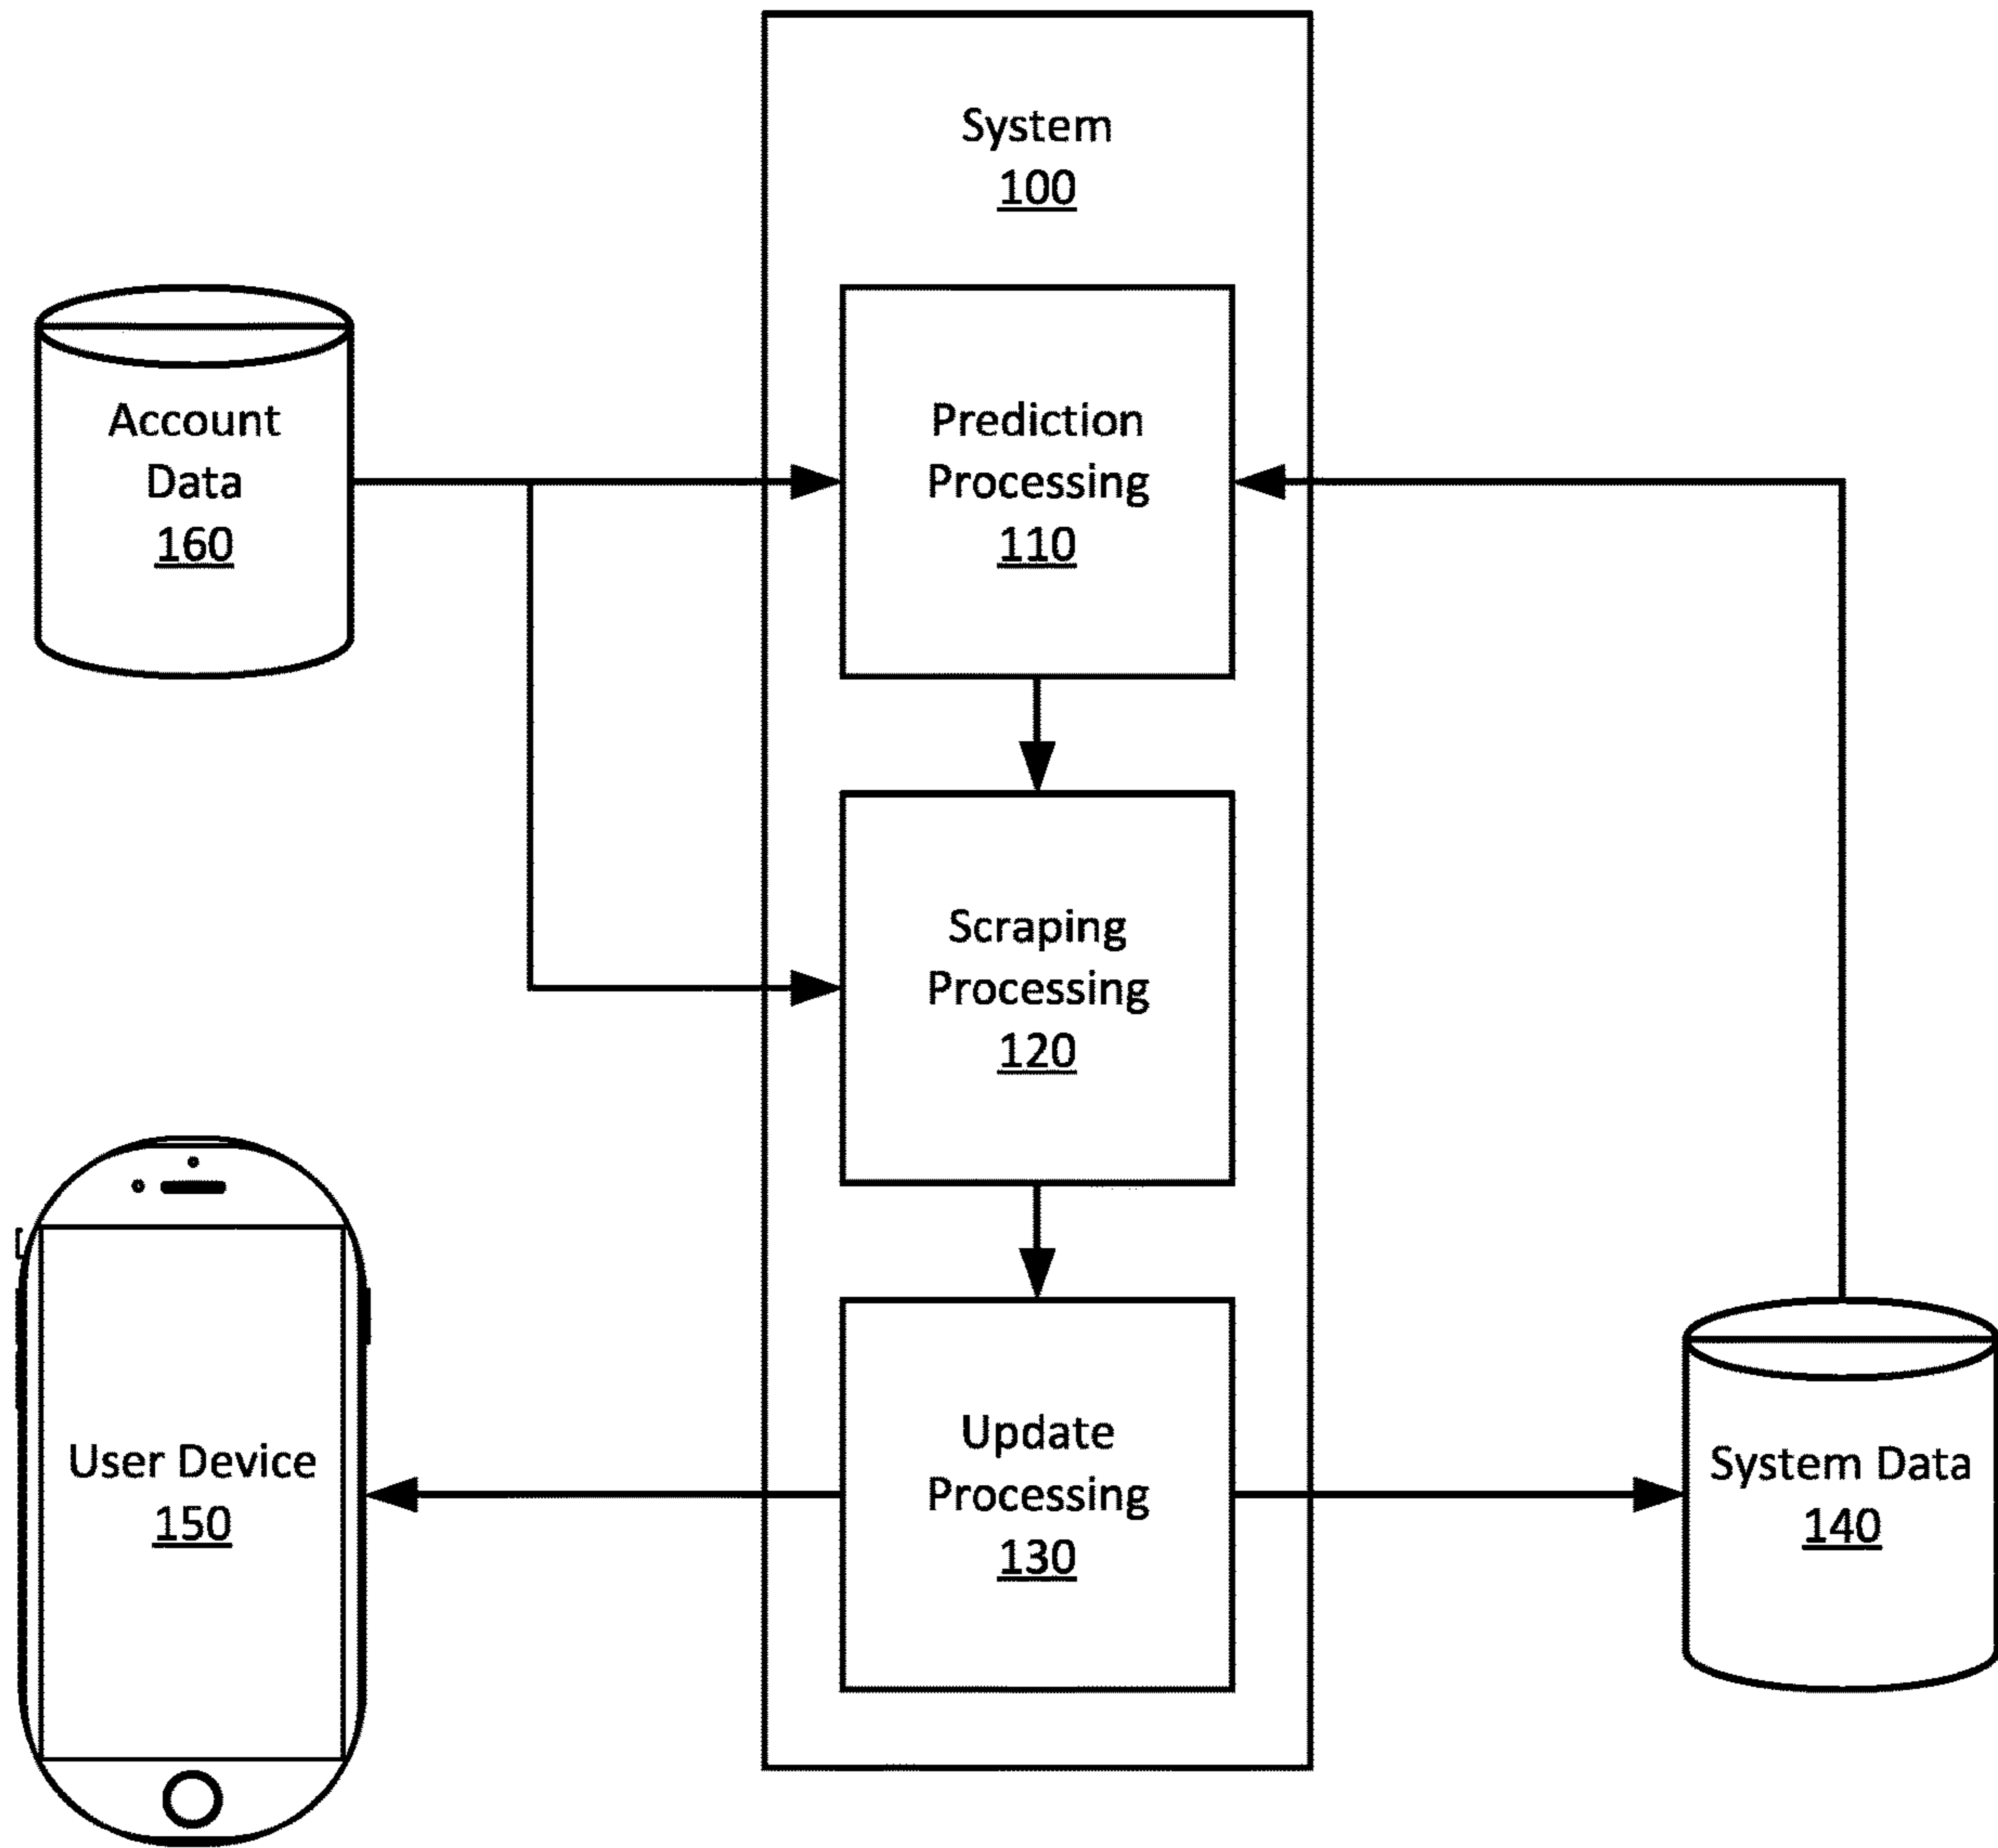 System
100
Account
Data
160
Prediction
Processing
110
Scraping
Processing
120
User Device
150
Update
Processing
130
System Data
140